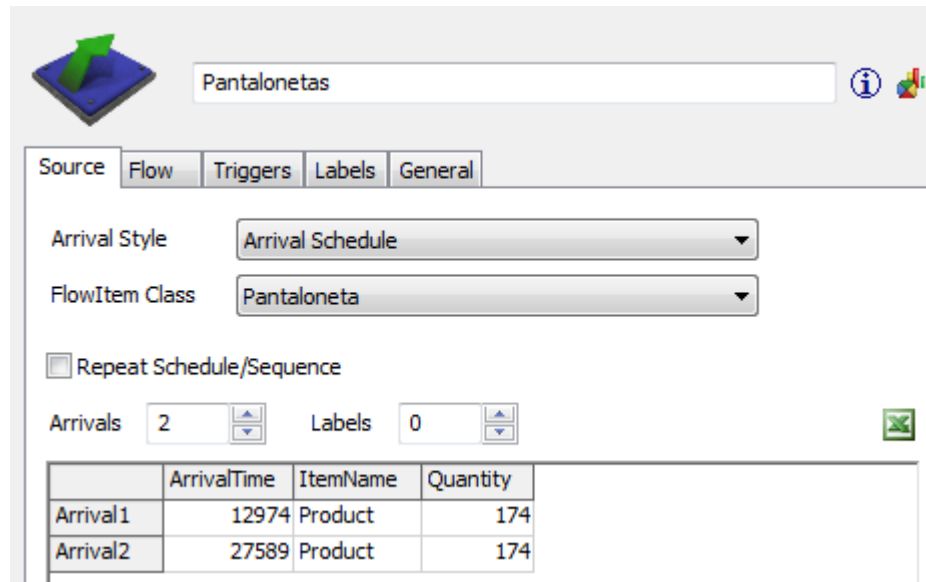 Pantalonetas
Source Flow Triggers Labels General
Arrival Style Arrival Schedule
FlowItem Class Pantaloneta
Repeat Schedule/Sequence
Arrivals 2 Labels 0
ArrivalTime ItemName Quantity
Arrival1 12974 Product 174
Arrival2 27589 Product 174